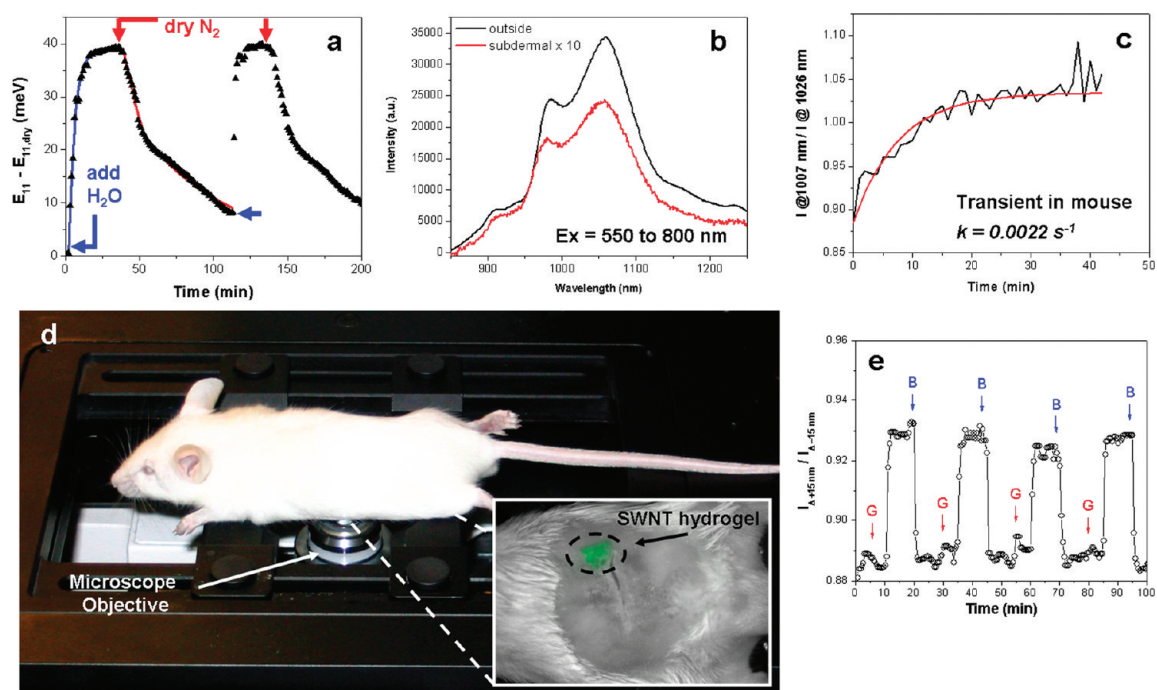 a
dry N2
add
H2O
E11 - E11,dry (meV)
40
30
20
10
0
0 50 100 150 200
Time (min)
b
outside
subdermal x 10
Intensity (a.u.)
35000
30000
25000
20000
15000
10000
5000
0
Ex = 550 to 800 nm
900 1000 1100 1200
Wavelength (nm)
c
I @1007 nm / I @ 1026 nm
1.10
1.05
1.00
0.95
0.90
0.85
Transient in mouse
k = 0.0022 s-1
0 10 20 30 40 50
Time (min)
d
Microscope
Objective
SWNT hydrogel
e
IΛ+15 nm / IΛ-15 nm
0.96
0.94
0.92
0.90
0.88
B B B B
G G G G
0 10 20 30 40 50 60 70 80 90 100
Time (min)